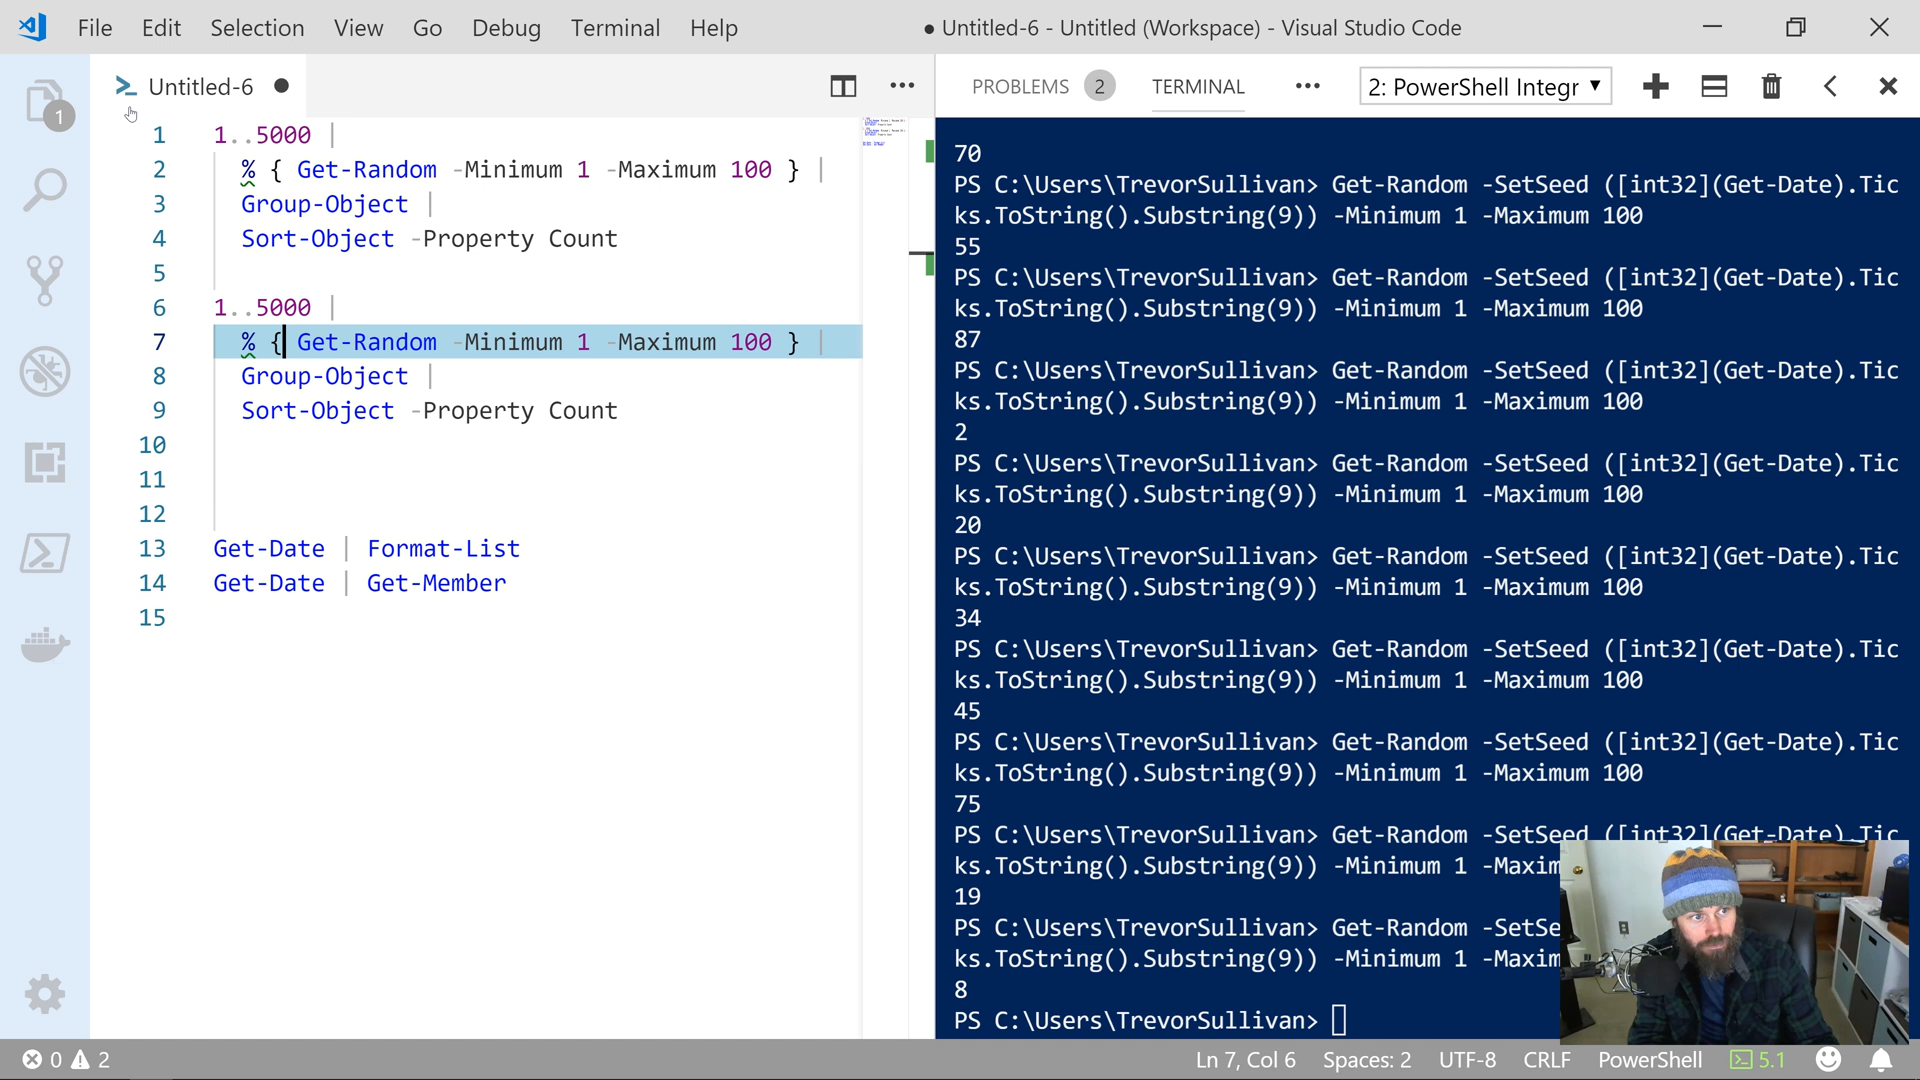 File Edit Selection View Go Debug Terminal Help
● Untitled-6 - Untitled (Workspace) - Visual Studio Code
Untitled-6
1
1 1..5000 |
2 % { Get-Random -Minimum 1 -Maximum 100 } |
3 Group-Object |
4 Sort-Object -Property Count
5
6 1..5000 |
7 % { Get-Random -Minimum 1 -Maximum 100 } |
8 Group-Object |
9 Sort-Object -Property Count
10
11
12
13 Get-Date | Format-List
14 Get-Date | Get-Member
15
PROBLEMS 2 TERMINAL ••• 2: PowerShell Integr
70
PS C:\Users\TrevorSullivan> Get-Random -SetSeed ([int32](Get-Date).Tic
ks.ToString().Substring(9)) -Minimum 1 -Maximum 100
55
PS C:\Users\TrevorSullivan> Get-Random -SetSeed ([int32](Get-Date).Tic
ks.ToString().Substring(9)) -Minimum 1 -Maximum 100
87
PS C:\Users\TrevorSullivan> Get-Random -SetSeed ([int32](Get-Date).Tic
ks.ToString().Substring(9)) -Minimum 1 -Maximum 100
2
PS C:\Users\TrevorSullivan> Get-Random -SetSeed ([int32](Get-Date).Tic
ks.ToString().Substring(9)) -Minimum 1 -Maximum 100
20
PS C:\Users\TrevorSullivan> Get-Random -SetSeed ([int32](Get-Date).Tic
ks.ToString().Substring(9)) -Minimum 1 -Maximum 100
34
PS C:\Users\TrevorSullivan> Get-Random -SetSeed ([int32](Get-Date).Tic
ks.ToString().Substring(9)) -Minimum 1 -Maximum 100
45
PS C:\Users\TrevorSullivan> Get-Random -SetSeed ([int32](Get-Date).Tic
ks.ToString().Substring(9)) -Minimum 1 -Maximum 100
75
PS C:\Users\TrevorSullivan> Get-Random -SetSeed ([int32](Get-Date).Tic
ks.ToString().Substring(9)) -Minimum 1 -Maxim
19
PS C:\Users\TrevorSullivan> Get-Random -SetSe
ks.ToString().Substring(9)) -Minimum 1 -Maxim
8
PS C:\Users\TrevorSullivan>
0 2
Ln 7, Col 6 Spaces: 2 UTF-8 CRLF PowerShell 5.1